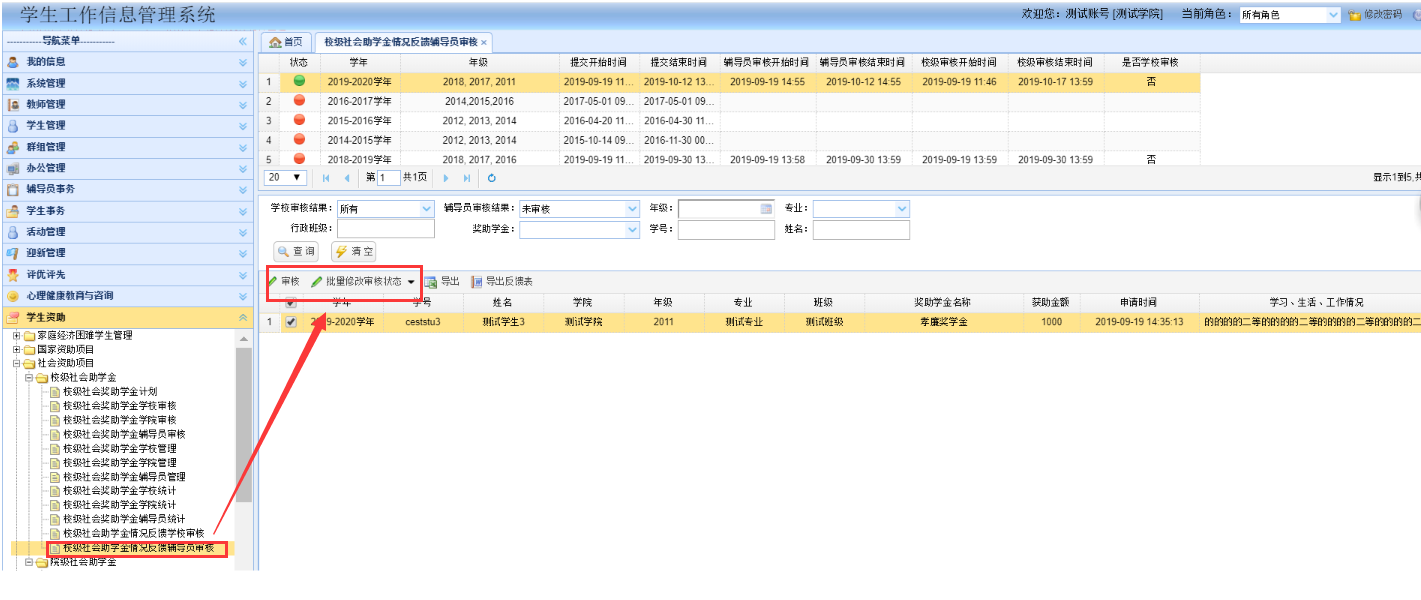 学生工作信息管理系统
欢迎您：测试账号 [测试学院] 当前角色： 所有角色 修改密码
-----------导航菜单-----------
我的信息
系统管理
教师管理
学生管理
群组管理
办公管理
辅导员事务
学生事务
活动管理
迎新管理
评优评先
心理健康教育与咨询
学生资助
家庭经济困难学生管理
国家资助项目
社会资助项目
校级社会助学金
校级社会奖助学金计划
校级社会奖助学金学校审核
校级社会奖助学金学院审核
校级社会奖助学金辅导员审核
校级社会奖助学金学校管理
校级社会奖助学金学院管理
校级社会奖助学金辅导员管理
校级社会奖助学金学校统计
校级社会奖助学金学院统计
校级社会奖助学金辅导员统计
校级社会助学金情况反馈学校审核
校级社会助学金情况反馈辅导员审核
院级社会助学金
首页 校级社会助学金情况反馈辅导员审核 ×
状态 学年 年级 提交开始时间 提交结束时间 辅导员审核开始时间 辅导员审核结束时间 校级审核开始时间 校级审核结束时间 是否学校审核
1 2019-2020学年 2018, 2017, 2011 2019-09-19 11... 2019-10-12 13... 2019-09-19 14:55 2019-10-12 14:55 2019-09-19 11:46 2019-10-17 13:59 否
2 2016-2017学年 2014,2015,2016 2017-05-01 09... 2017-05-01 09...
3 2015-2016学年 2012, 2013, 2014 2016-04-20 11... 2016-04-30 11...
4 2014-2015学年 2012, 2013, 2014 2015-10-14 09... 2016-11-30 00...
5 2018-2019学年 2018, 2017, 2016 2019-09-19 11... 2019-09-30 13... 2019-09-19 13:58 2019-09-30 13:59 2019-09-19 13:59 2019-09-30 13:59 否
20 第 1 共1页 显示1到5,共
学校审核结果： 所有 辅导员审核结果： 未审核 年级： 专业：
行政班级： 奖助学金： 学号： 姓名：
查询 清空
审核 批量修改审核状态 导出 导出反馈表
学年 学号 姓名 学院 年级 专业 班级 奖助学金名称 获助金额 申请时间 学习、生活、工作情况
1 2019-2020学年 ceststu3 测试学生3 测试学院 2011 测试专业 测试班级 孝廉奖学金 1000 2019-09-19 14:35:13 的的的的二等的的的的二等的的的的二等的的的的二